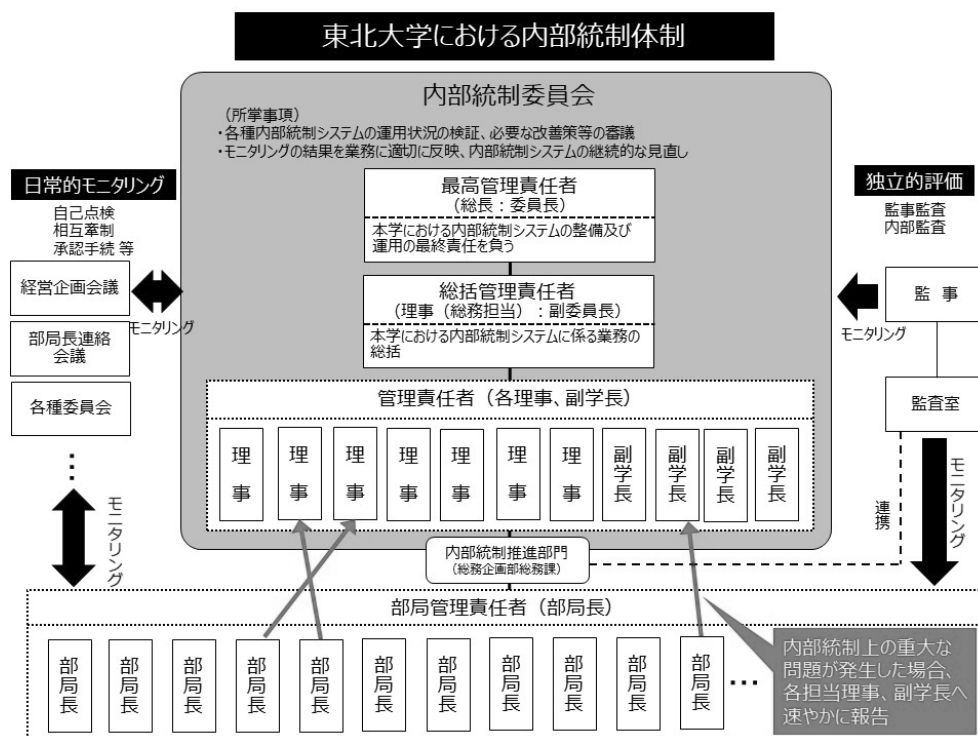 東北大学における内部統制体制
内部統制委員会
（所掌事項）
・各種内部統制システムの運用状況の検証、必要な改善策等の審議
・モニタリングの結果を業務に適切に反映、内部統制システムの継続的な見直し
日常的モニタリング
自己点検
相互牽制
承認手続 等
経営企画会議
部局長連絡
会議
各種委員会
⋮
モニタリング
モニタリング
最高管理責任者
（総長：委員長）
本学における内部統制システムの整備及び
運用の最終責任を負う
総括管理責任者
（理事（総務担当）：副委員長）
本学における内部統制システムに係る業務の
総括
管理責任者（各理事、副学長）
理事
理事
理事
理事
理事
理事
理事
副学長
副学長
副学長
副学長
独立的評価
監事監査
内部監査
監 事
モニタリング
監査室
連携
モニタリング
内部統制推進部門
（総務企画部総務課）
部局管理責任者（部局長）
部局長
部局長
部局長
部局長
部局長
部局長
部局長
部局長
部局長
部局長
部局長
…
内部統制上の重大な
問題が発生した場合、
各担当理事、副学長へ
速やかに報告